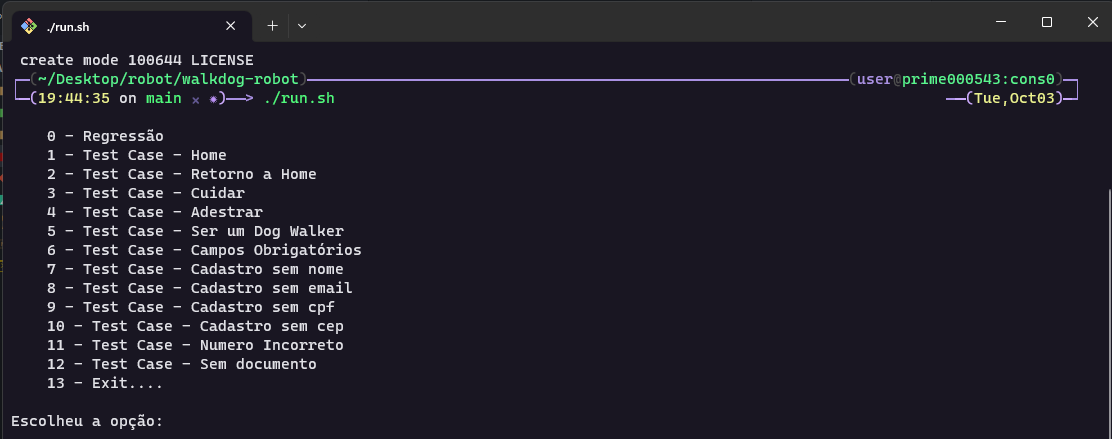 ./run.sh
create mode 100644 LICENSE
(~/Desktop/robot/walkdog-robot) (user@prime000543:cons0)
(19:44:35 on main × *)—> ./run.sh (Tue,Oct03)
0 - Regressão
1 - Test Case - Home
2 - Test Case - Retorno a Home
3 - Test Case - Cuidar
4 - Test Case - Adestrar
5 - Test Case - Ser um Dog Walker
6 - Test Case - Campos Obrigatórios
7 - Test Case - Cadastro sem nome
8 - Test Case - Cadastro sem email
9 - Test Case - Cadastro sem cpf
10 - Test Case - Cadastro sem cep
11 - Test Case - Numero Incorreto
12 - Test Case - Sem documento
13 - Exit....
Escolheu a opção: